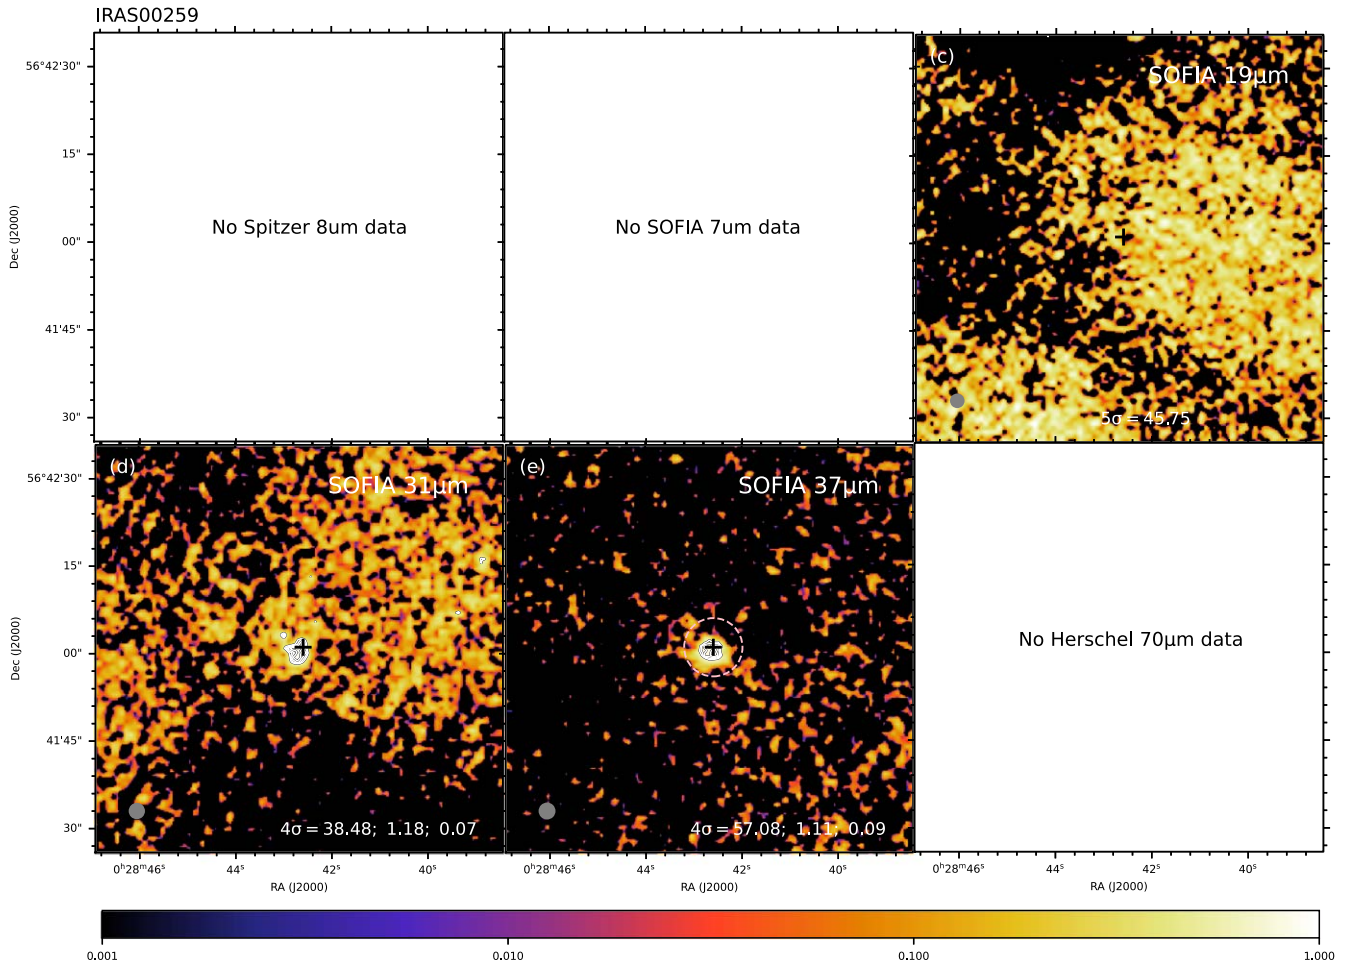 IRAS00259
56°42'30"
15"
00"
41'45"
30"
Dec (J2000)
No Spitzer 8um data
No SOFIA 7um data
(c)
SOFIA 19μm
5σ = 45.75
56°42'30"
15"
00"
41'45"
30"
Dec (J2000)
(d)
SOFIA 31μm
4σ = 38.48; 1.18; 0.07
(e)
SOFIA 37μm
4σ = 57.08; 1.11; 0.09
No Herschel 70μm data
0ʰ28ᵐ46ˢ 44ˢ 42ˢ 40ˢ
RA (J2000)
0ʰ28ᵐ46ˢ 44ˢ 42ˢ 40ˢ
RA (J2000)
0ʰ28ᵐ46ˢ 44ˢ 42ˢ 40ˢ
RA (J2000)
0.001 0.010 0.100 1.000